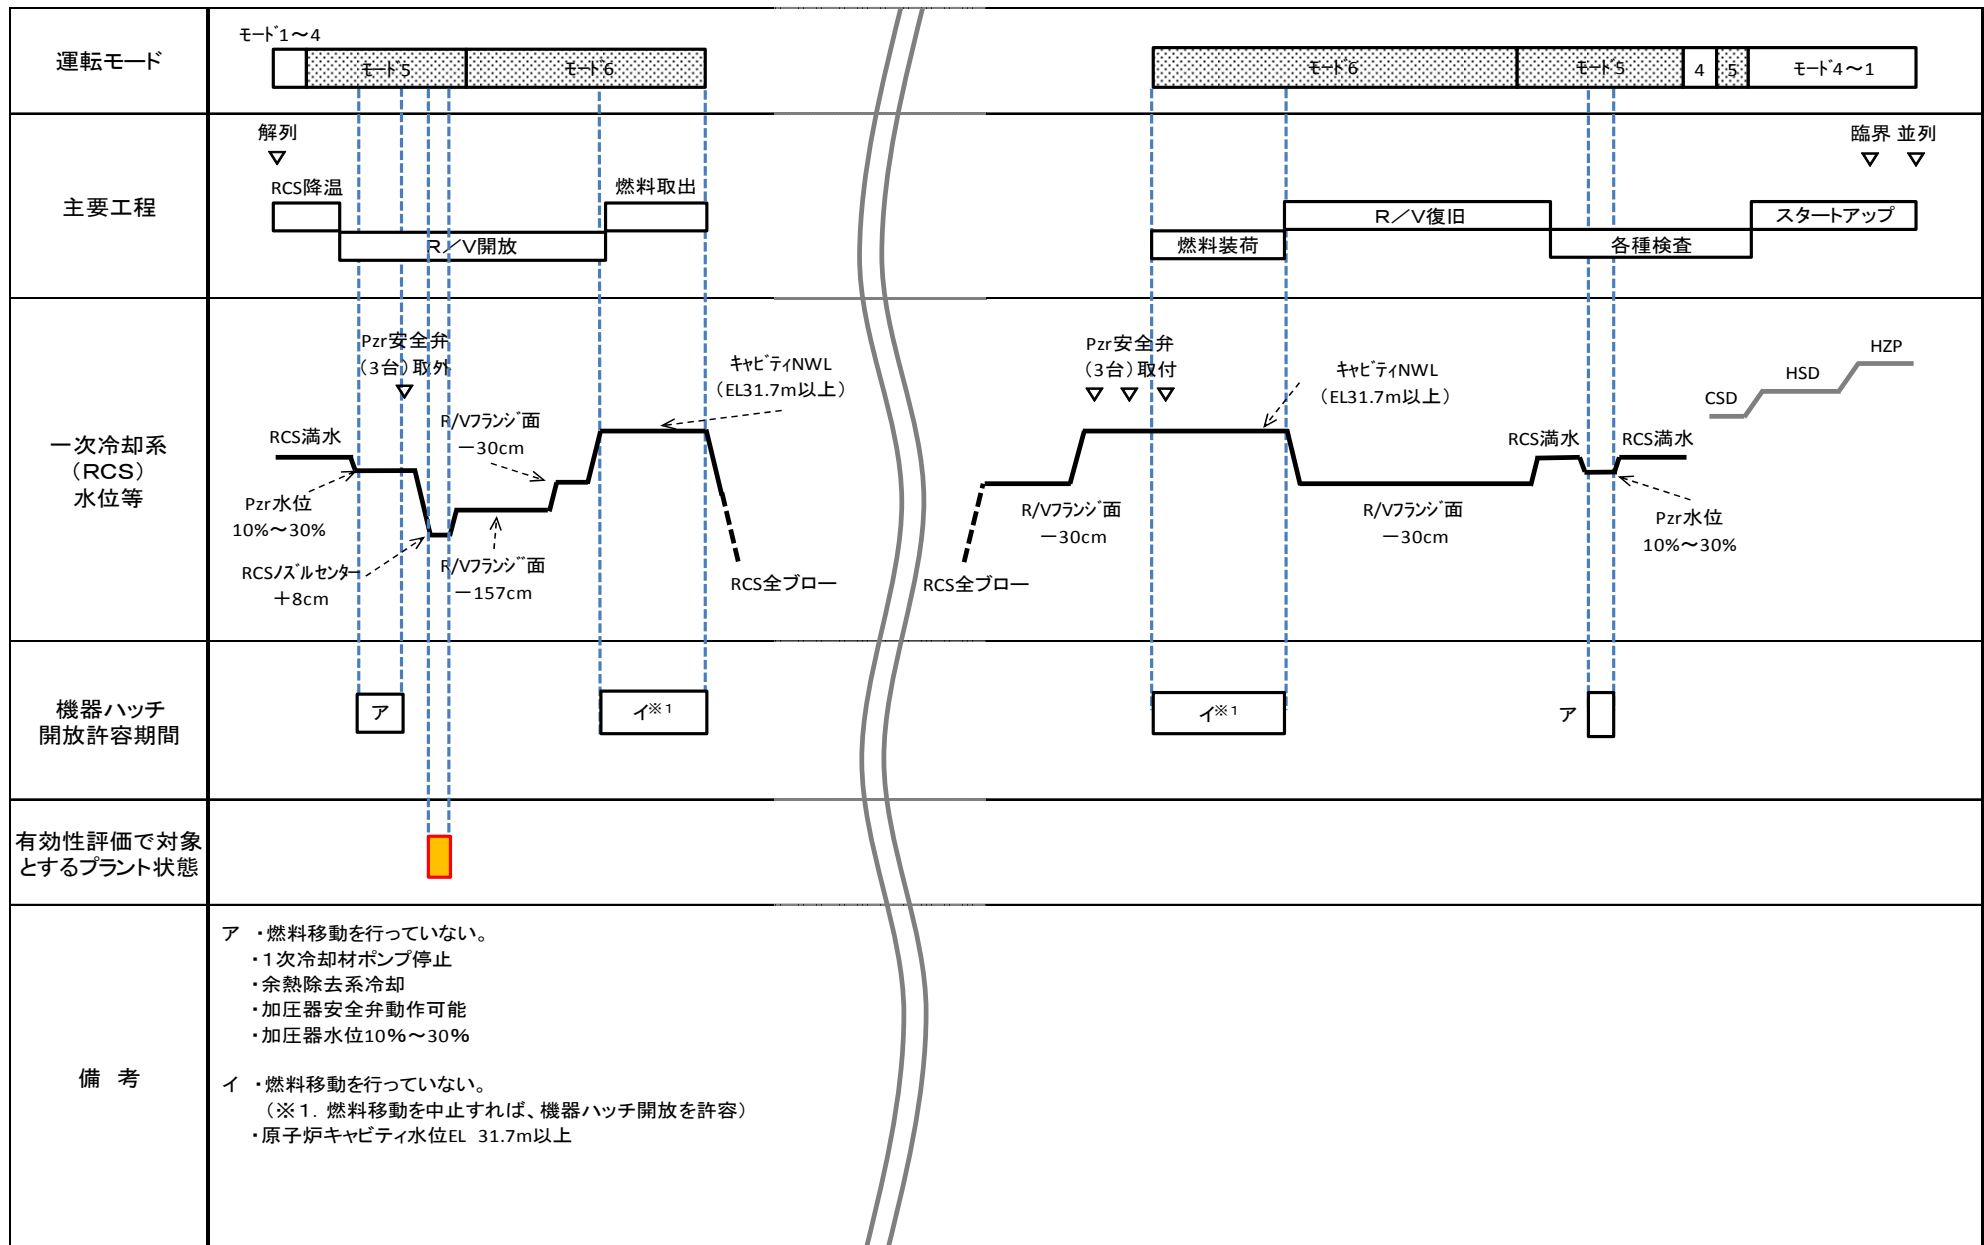 運転モード
ﾓｰﾄﾞ1～4
ﾓｰﾄﾞ5
ﾓｰﾄﾞ6
ﾓｰﾄﾞ6
ﾓｰﾄﾞ5
4
5
ﾓｰﾄﾞ4～1
主要工程
解列
▽
RCS降温
R／V開放
燃料取出
燃料装荷
R／V復旧
各種検査
臨界 並列
▽ ▽
スタートアップ
一次冷却系
（RCS）
水位等
RCS満水
Pzr水位
10%～30%
Pzr安全弁
（3台）取外
▽
RCSﾉｽﾞﾙｾﾝﾀｰ
＋8cm
R/Vﾌﾗﾝｼﾞ面
－30cm
R/Vﾌﾗﾝｼﾞ面
－157cm
ｷｬﾋﾞﾃｨNWL
（EL31.7m以上）
RCS全ブロー
RCS全ブロー
R/Vﾌﾗﾝｼﾞ面
－30cm
Pzr安全弁
（3台）取付
▽ ▽ ▽
ｷｬﾋﾞﾃｨNWL
（EL31.7m以上）
R/Vﾌﾗﾝｼﾞ面
－30cm
RCS満水
RCS満水
Pzr水位
10%～30%
CSD
HSD
HZP
機器ハッチ
開放許容期間
ア
イ※1
イ※1
ア
有効性評価で対象
とするプラント状態
備 考
ア ・燃料移動を行っていない。
・1次冷却材ポンプ停止
・余熱除去系冷却
・加圧器安全弁動作可能
・加圧器水位10%～30%
イ ・燃料移動を行っていない。
（※1．燃料移動を中止すれば、機器ハッチ開放を許容）
・原子炉キャビティ水位EL 31.7m以上